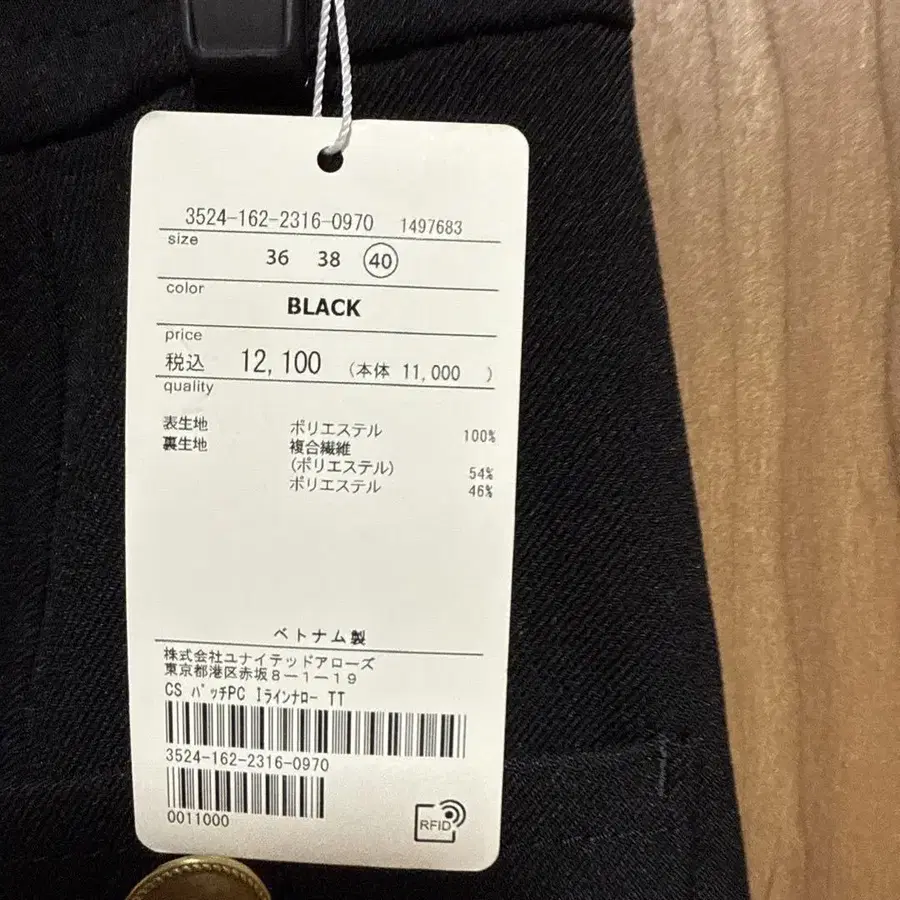 3524-162-2316-0970 1497683
size
36 38 40
color
BLACK
price
税込 12,100 (本体 11,000 )
quality
表生地 ポリエステル 100%
裏生地 複合繊維
(ポリエステル) 54%
ポリエステル 46%
ベトナム製
株式会社ユナイテッドアローズ
東京都港区赤坂8-1-19
CS パッチPC Iラインナロー TT
3524-162-2316-0970
0011000
RFID